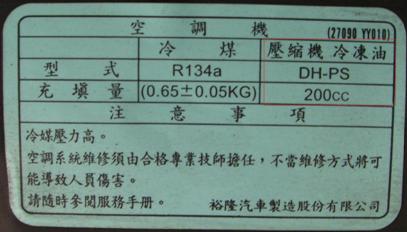 空調機 (27090 YY010)
冷媒 壓縮機 冷凍油
型式 R134a DH-PS
充填量 (0.65±0.05KG) 200CC
注意事項
冷媒壓力高。
空調系統維修須由合格專業技師擔任，不當維修方式將可
能導致人員傷害。
請隨時參閱服務手册。 裕隆汽車製造股份有限公司